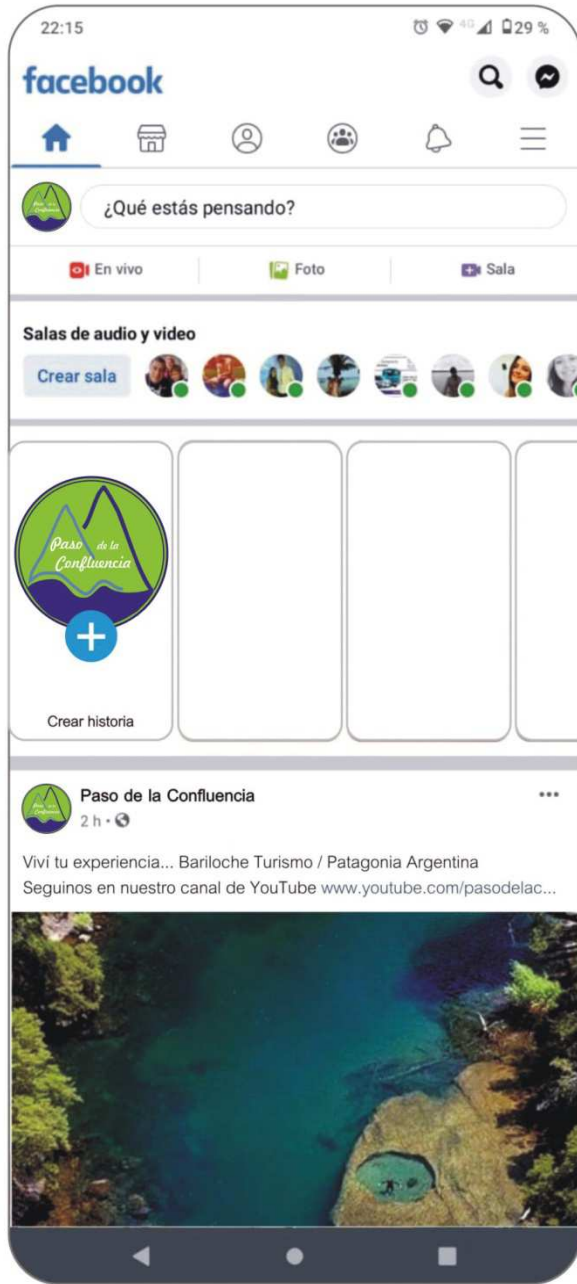 22:15
4G
29 %
facebook
¿Qué estás pensando?
En vivo
Foto
Sala
Salas de audio y video
Crear sala
Paso de la
Confluencia
Crear historia
Paso de la Confluencia
2 h
Viví tu experiencia... Bariloche Turismo / Patagonia Argentina
Seguinos en nuestro canal de YouTube www.youtube.com/pasodelac...